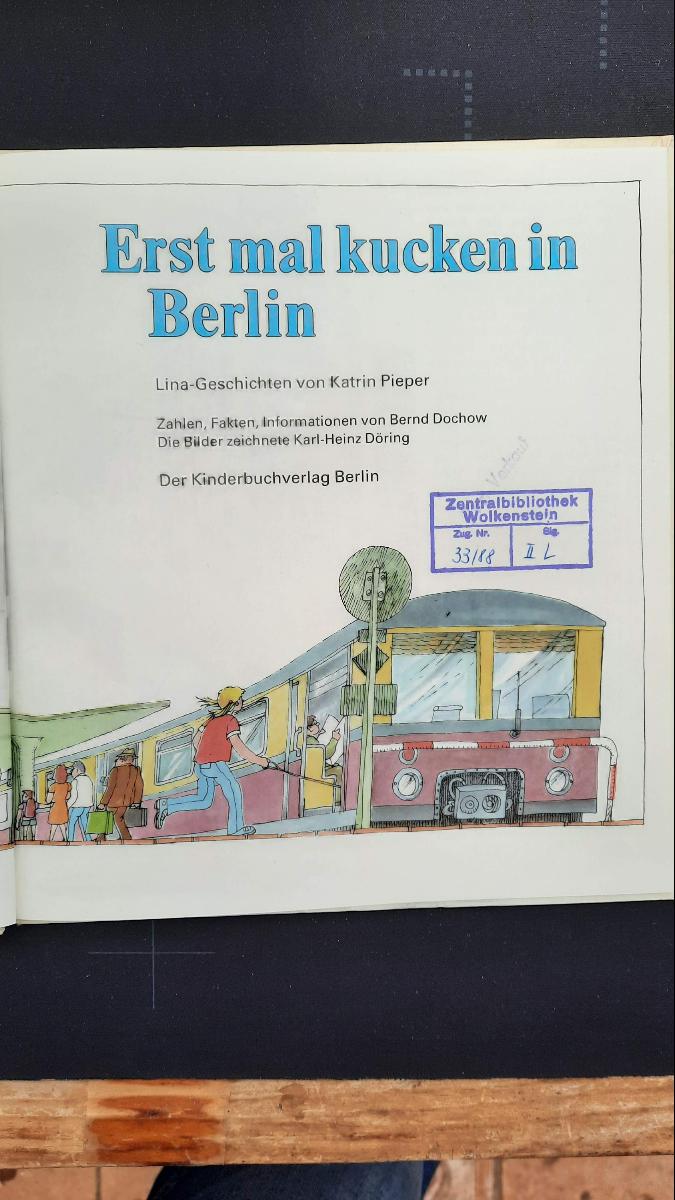 Erst mal kucken in
Berlin
Lina-Geschichten von Katrin Pieper
Zahlen, Fakten, Informationen von Bernd Dochow
Die Bilder zeichnete Karl-Heinz Döring
Der Kinderbuchverlag Berlin
Zentralbibliothek
Wolkenstein
Zug. Nr. Sig.
33/88 II L